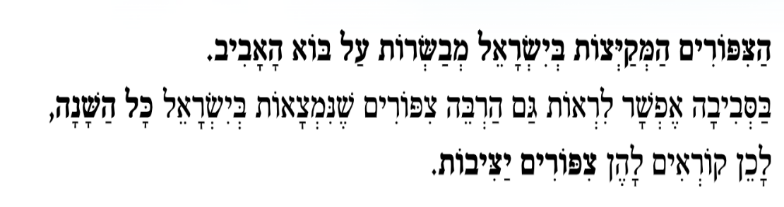 הַצִּפּוֹרִים הַמְּקַיְּצוֹת בְּיִשְׂרָאֵל מְבַשְּׂרוֹת עַל בּוֹא הָאָבִיב.
בַּסְּבִיבָה אֶפְשָׁר לִרְאוֹת גַּם הַרְבֵּה צִפּוֹרִים שֶׁנִּמְצָאוֹת בְּיִשְׂרָאֵל כָּל הַשָּׁנָה,
לָכֵן קוֹרְאִים לָהֶן צִפּוֹרִים יַצִּיבוֹת.